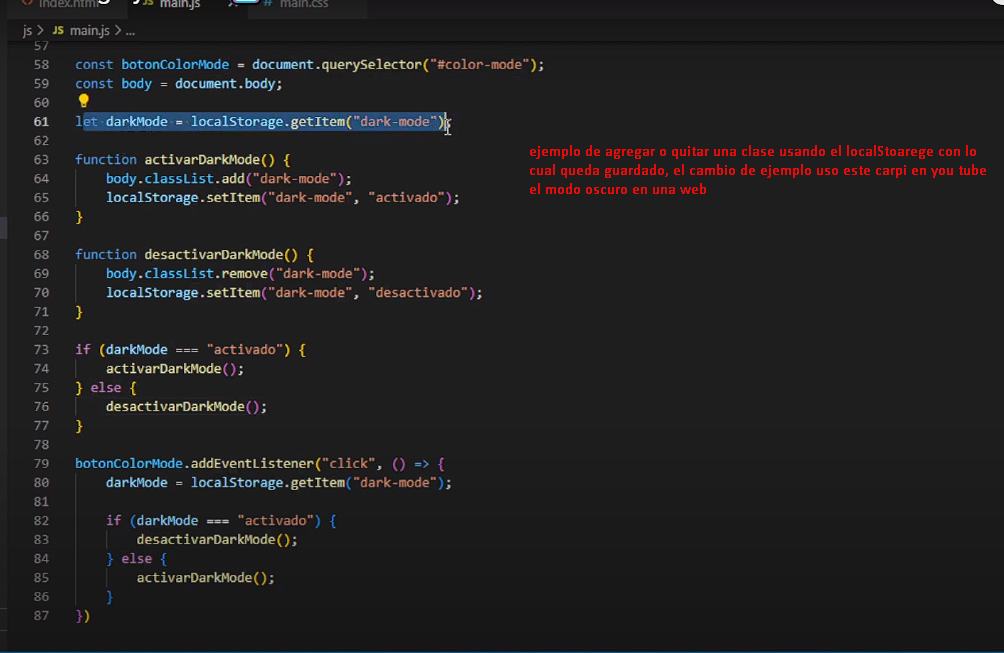 index.html
JS main.js
# main.css
js > JS main.js > ...
57
58 const botonColorMode = document.querySelector("#color-mode");
59 const body = document.body;
60
61 let darkMode = localStorage.getItem("dark-mode");
62
63 function activarDarkMode() {
64 body.classList.add("dark-mode");
65 localStorage.setItem("dark-mode", "activado");
66 }
67
68 function desactivarDarkMode() {
69 body.classList.remove("dark-mode");
70 localStorage.setItem("dark-mode", "desactivado");
71 }
72
73 if (darkMode === "activado") {
74 activarDarkMode();
75 } else {
76 desactivarDarkMode();
77 }
78
79 botonColorMode.addEventListener("click", () => {
80 darkMode = localStorage.getItem("dark-mode");
81
82 if (darkMode === "activado") {
83 desactivarDarkMode();
84 } else {
85 activarDarkMode();
86 }
87 })
ejemplo de agregar o quitar una clase usando el localStoarege con lo
cual queda guardado, el cambio de ejemplo uso este carpi en you tube
el modo oscuro en una web